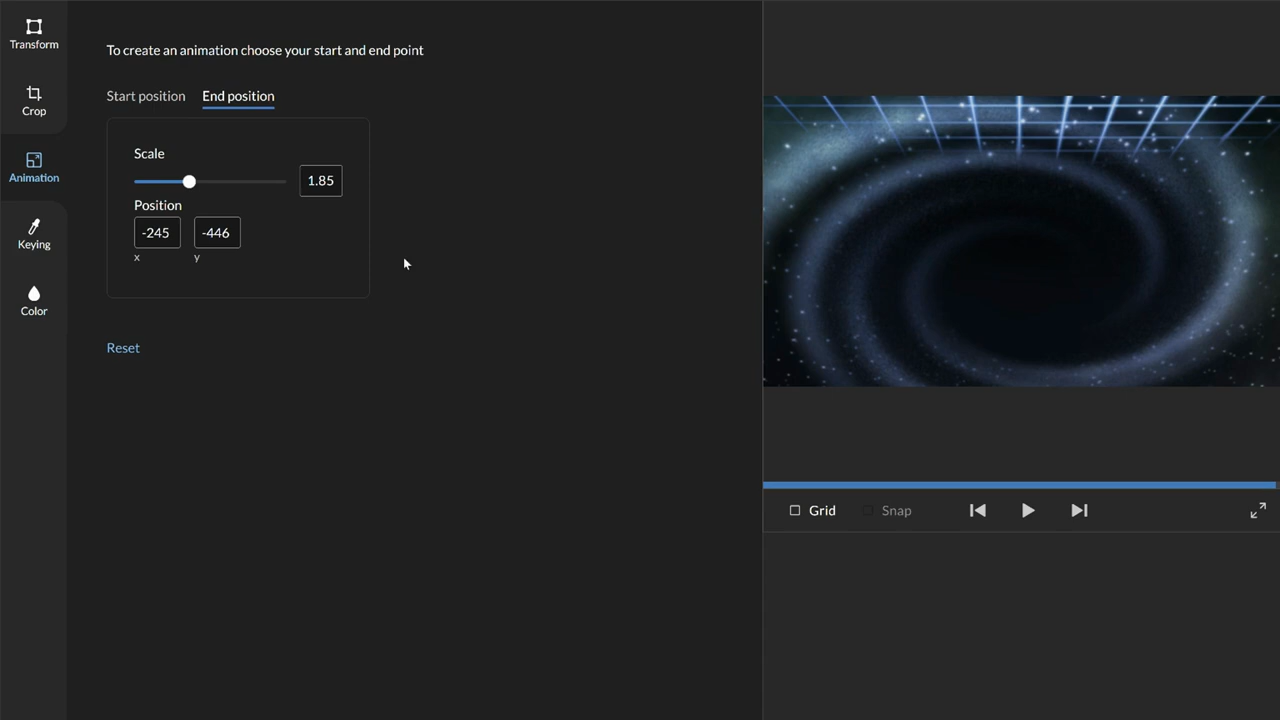 Transform
Crop
Animation
Keying
Color
To create an animation choose your start and end point
Start position End position
Scale
1.85
Position
-245 -446
x y
Reset
Grid Snap